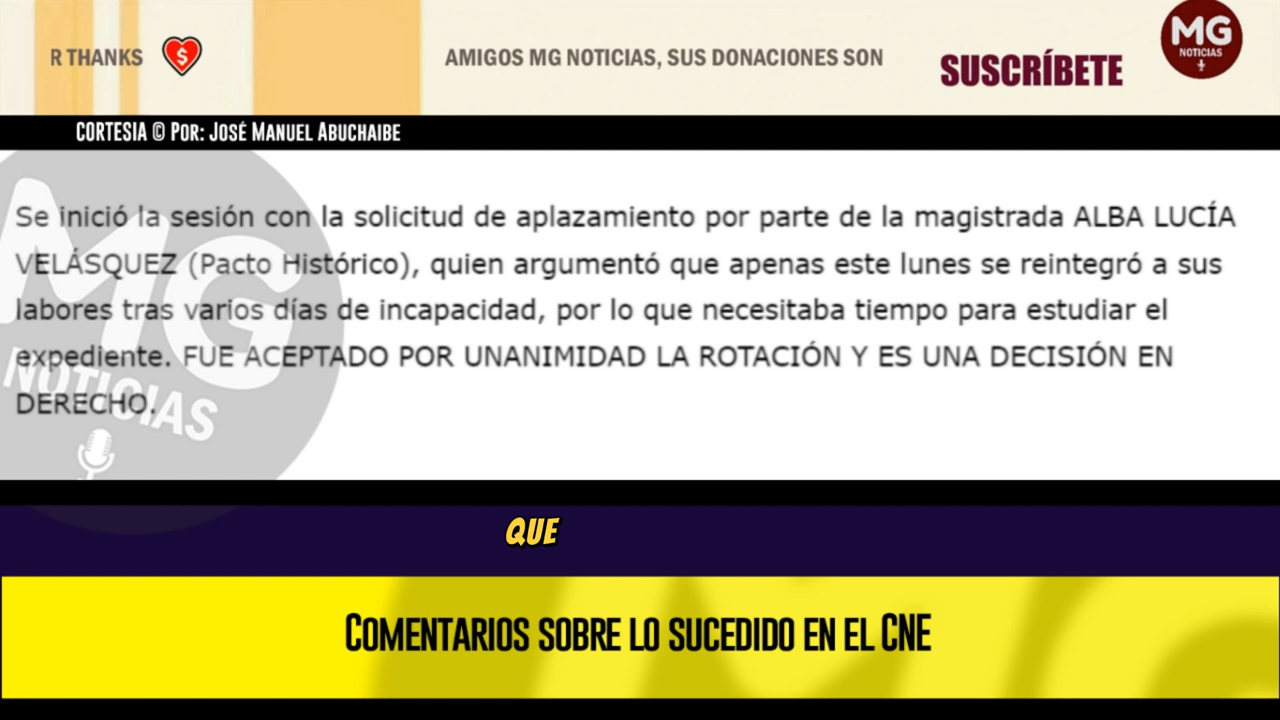 R THANKS
AMIGOS MG NOTICIAS, SUS DONACIONES SON
SUSCRÍBETE
MG
NOTICIAS
CORTESIA © POR: JOSÉ MANUEL ABUCHAIBE
Se inició la sesión con la solicitud de aplazamiento por parte de la magistrada ALBA LUCÍA
VELÁSQUEZ (Pacto Histórico), quien argumentó que apenas este lunes se reintegró a sus
labores tras varios días de incapacidad, por lo que necesitaba tiempo para estudiar el
expediente. FUE ACEPTADO POR UNANIMIDAD LA ROTACIÓN Y ES UNA DECISIÓN EN
DERECHO.
MG
NOTICIAS
QUE
COMENTARIOS SOBRE LO SUCEDIDO EN EL CNE